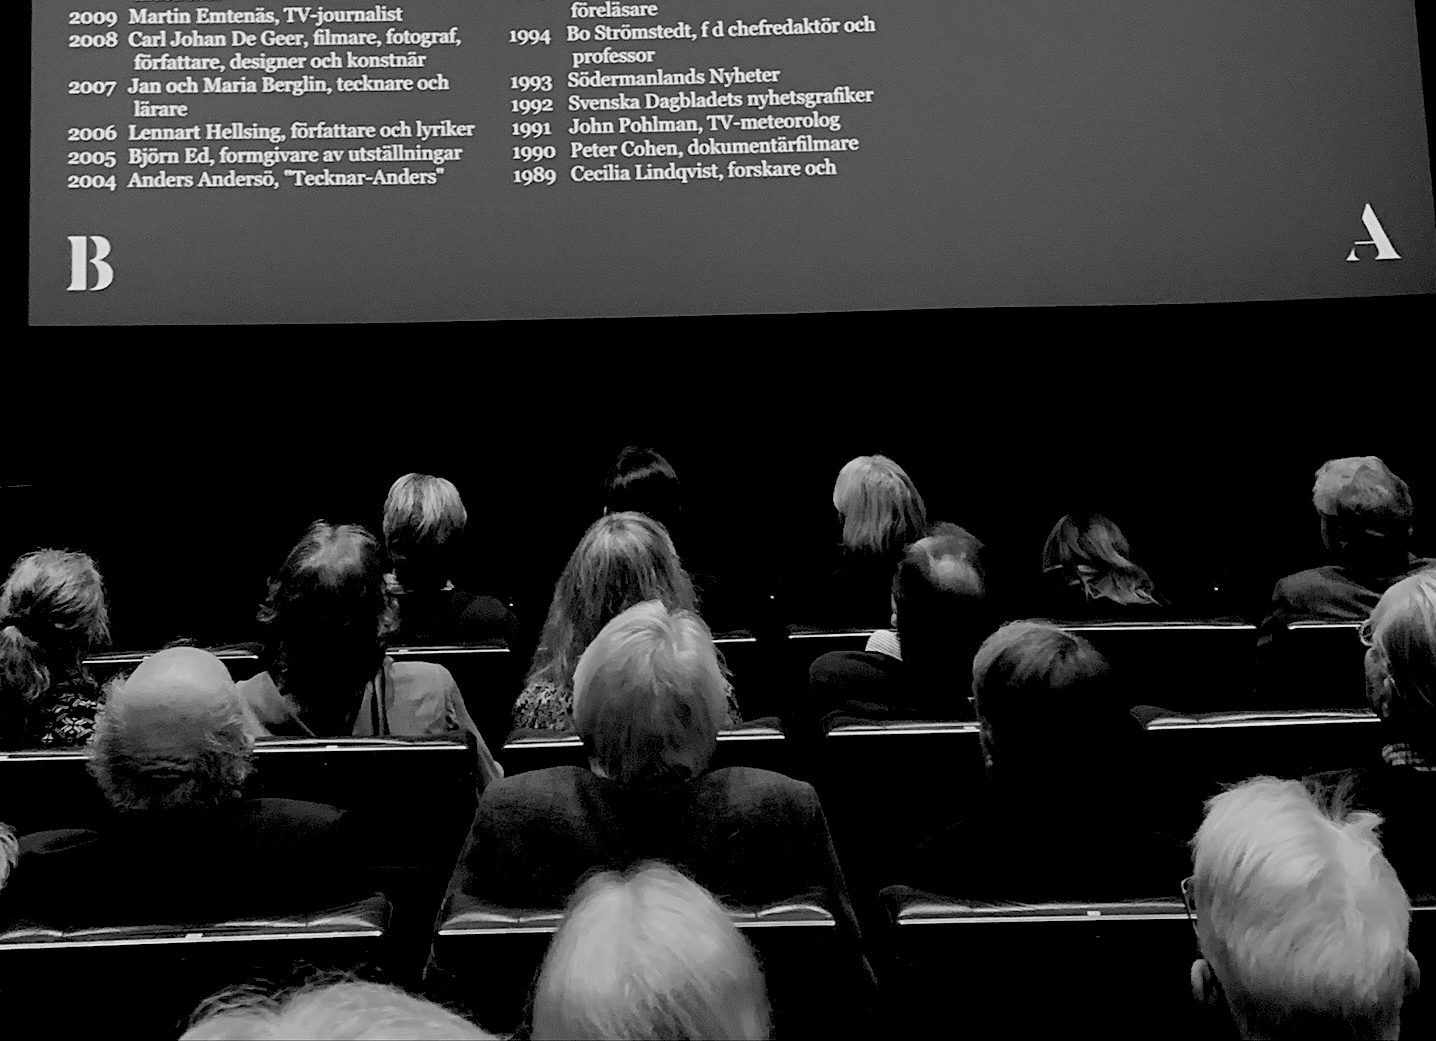 2009 Martin Emtenäs, TV-journalist
2008 Carl Johan De Geer, filmare, fotograf,
författare, designer och konstnär
2007 Jan och Maria Berglin, tecknare och
lärare
2006 Lennart Hellsing, författare och lyriker
2005 Björn Ed, formgivare av utställningar
2004 Anders Andersö, "Tecknar-Anders"
föreläsare
1994 Bo Strömstedt, f d chefredaktör och
professor
1993 Södermanlands Nyheter
1992 Svenska Dagbladets nyhetsgrafiker
1991 John Pohlman, TV-meteorolog
1990 Peter Cohen, dokumentärfilmare
1989 Cecilia Lindqvist, forskare och
B
A